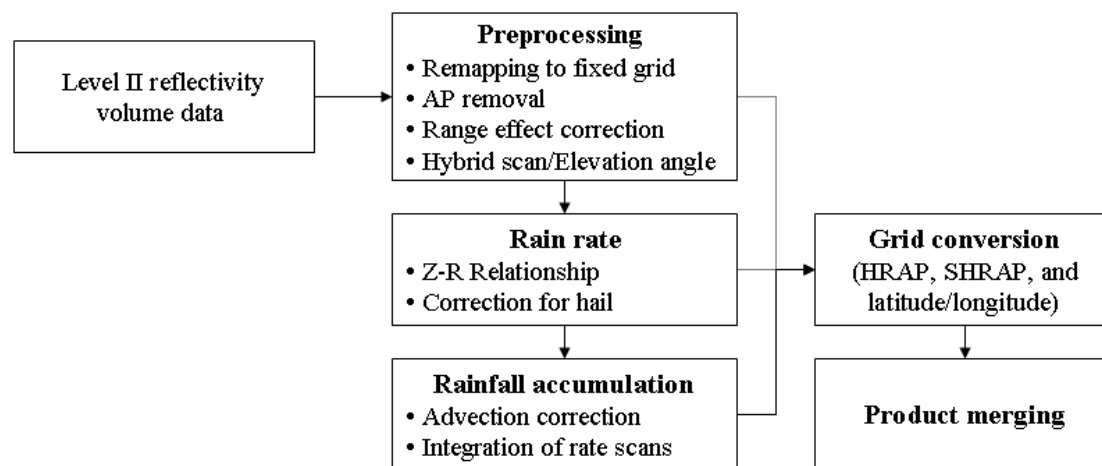 Level II reflectivity
volume data
Preprocessing
• Remapping to fixed grid
• AP removal
• Range effect correction
• Hybrid scan/Elevation angle
Rain rate
• Z-R Relationship
• Correction for hail
Rainfall accumulation
• Advection correction
• Integration of rate scans
Grid conversion
(HRAP, SHRAP, and
latitude/longitude)
Product merging